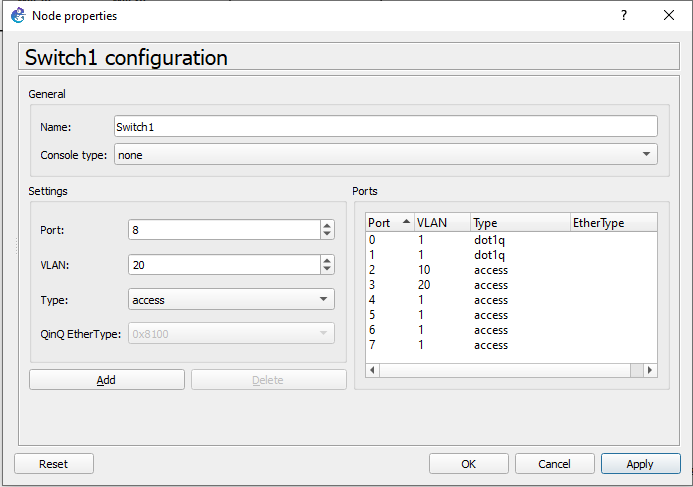 Node properties
?
Switch1 configuration
General
Name: Switch1
Console type: none
Settings
Port: 8
VLAN: 20
Type: access
QinQ EtherType: 0x8100
Add Delete
Ports
Port VLAN Type EtherType
0 1 dot1q
1 1 dot1q
2 10 access
3 20 access
4 1 access
5 1 access
6 1 access
7 1 access
Reset OK Cancel Apply